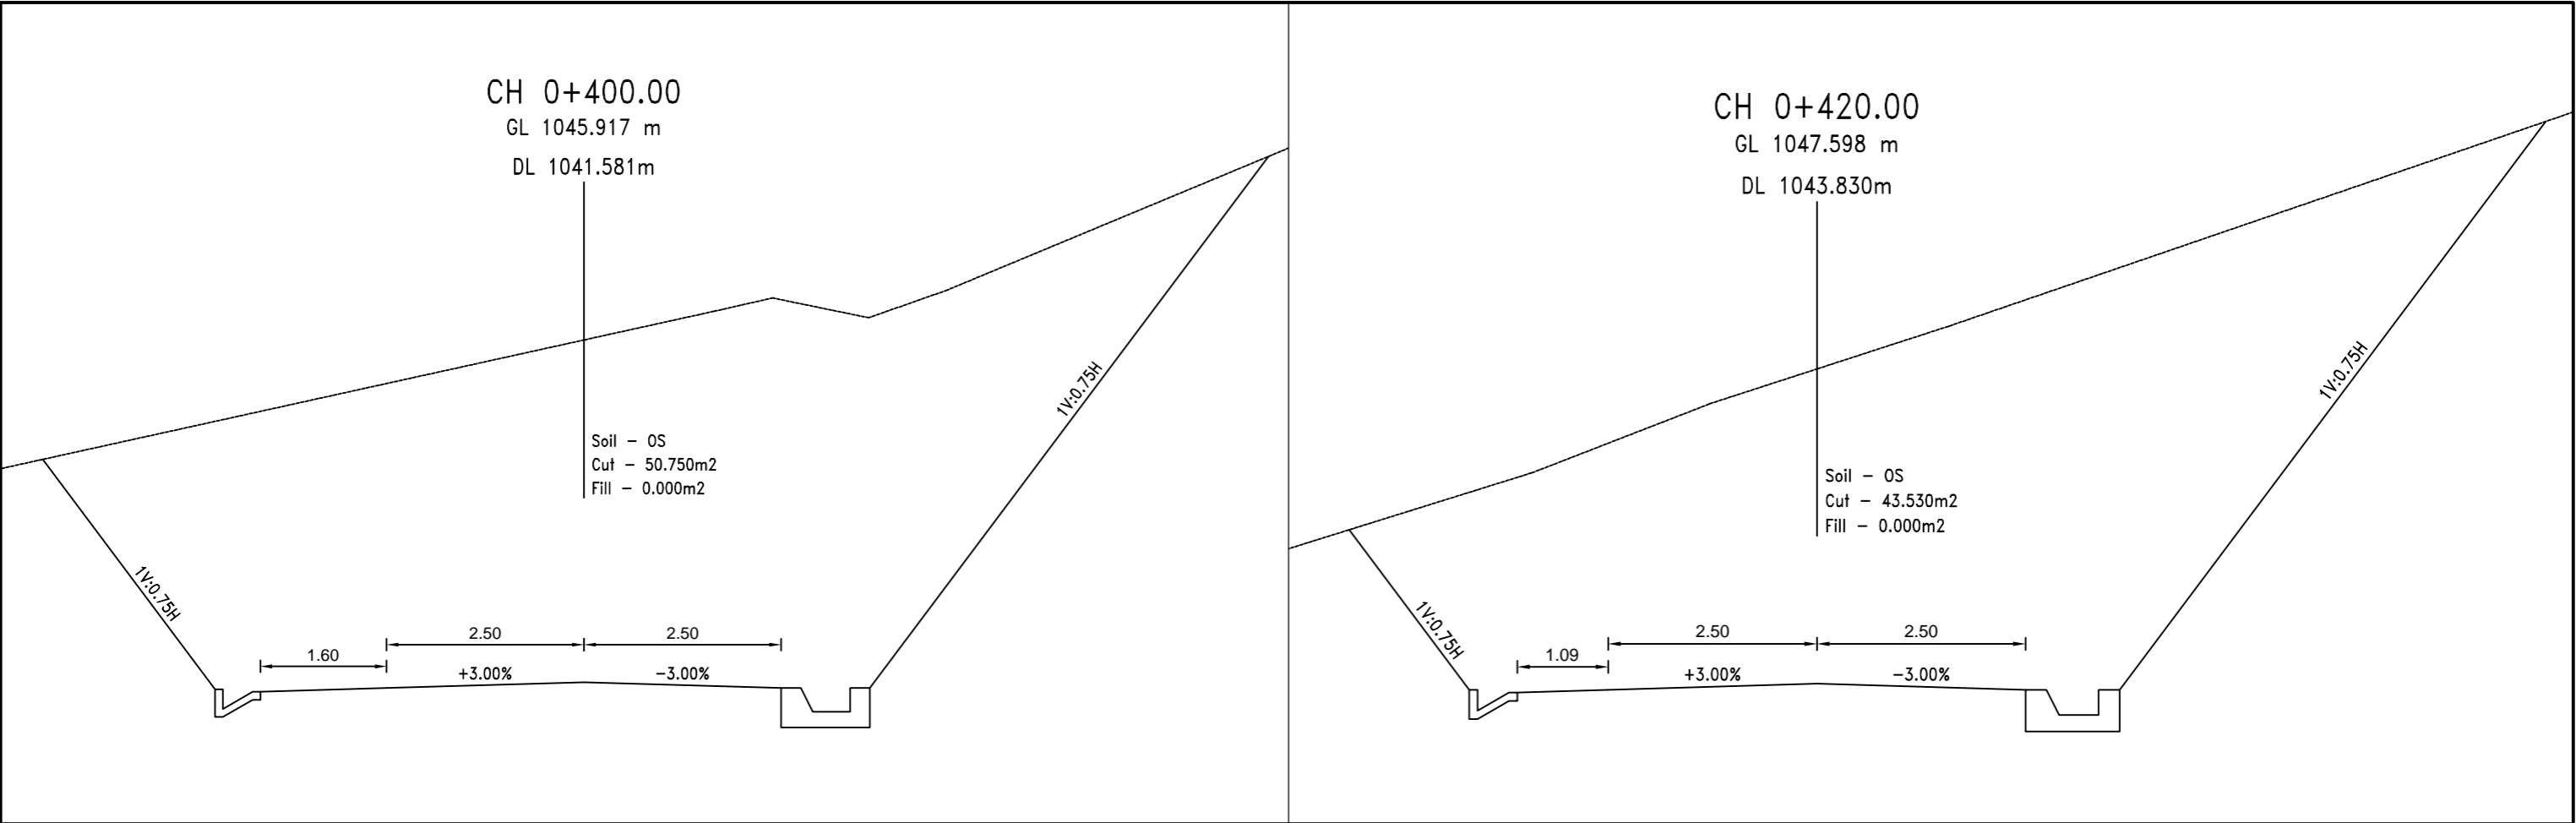 CH 0+400.00
GL 1045.917 m
DL 1041.581m
Soil – OS
Cut – 50.750m2
Fill – 0.000m2
1V:0.75H
1V:0.75H
2.50
2.50
1.60
+3.00%
−3.00%
CH 0+420.00
GL 1047.598 m
DL 1043.830m
1V:0.75H
Soil – OS
Cut – 43.530m2
Fill – 0.000m2
1V:0.75H
2.50
2.50
1.09
+3.00%
−3.00%